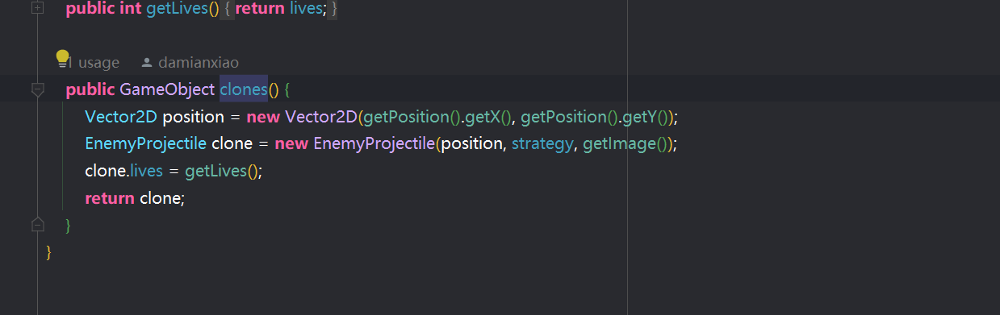 public int getLives() { return lives; }
1 usage damianxiao
public GameObject clones() {
Vector2D position = new Vector2D(getPosition().getX(), getPosition().getY());
EnemyProjectile clone = new EnemyProjectile(position, strategy, getImage());
clone.lives = getLives();
return clone;
}
}